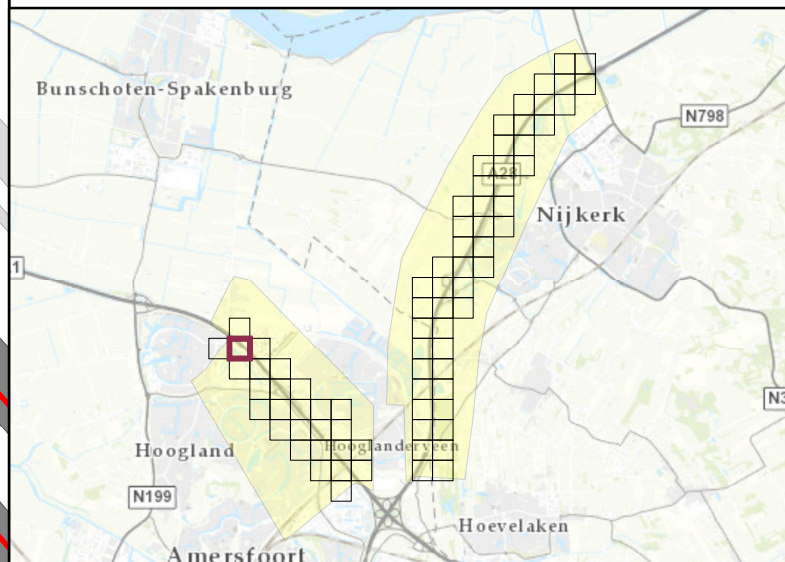 Bunschoten-Spakenburg
N798
A28
Nijkerk
1
N3
Hooglanderveen
Hoogland
N199
Hoevelaken
Amersfoort